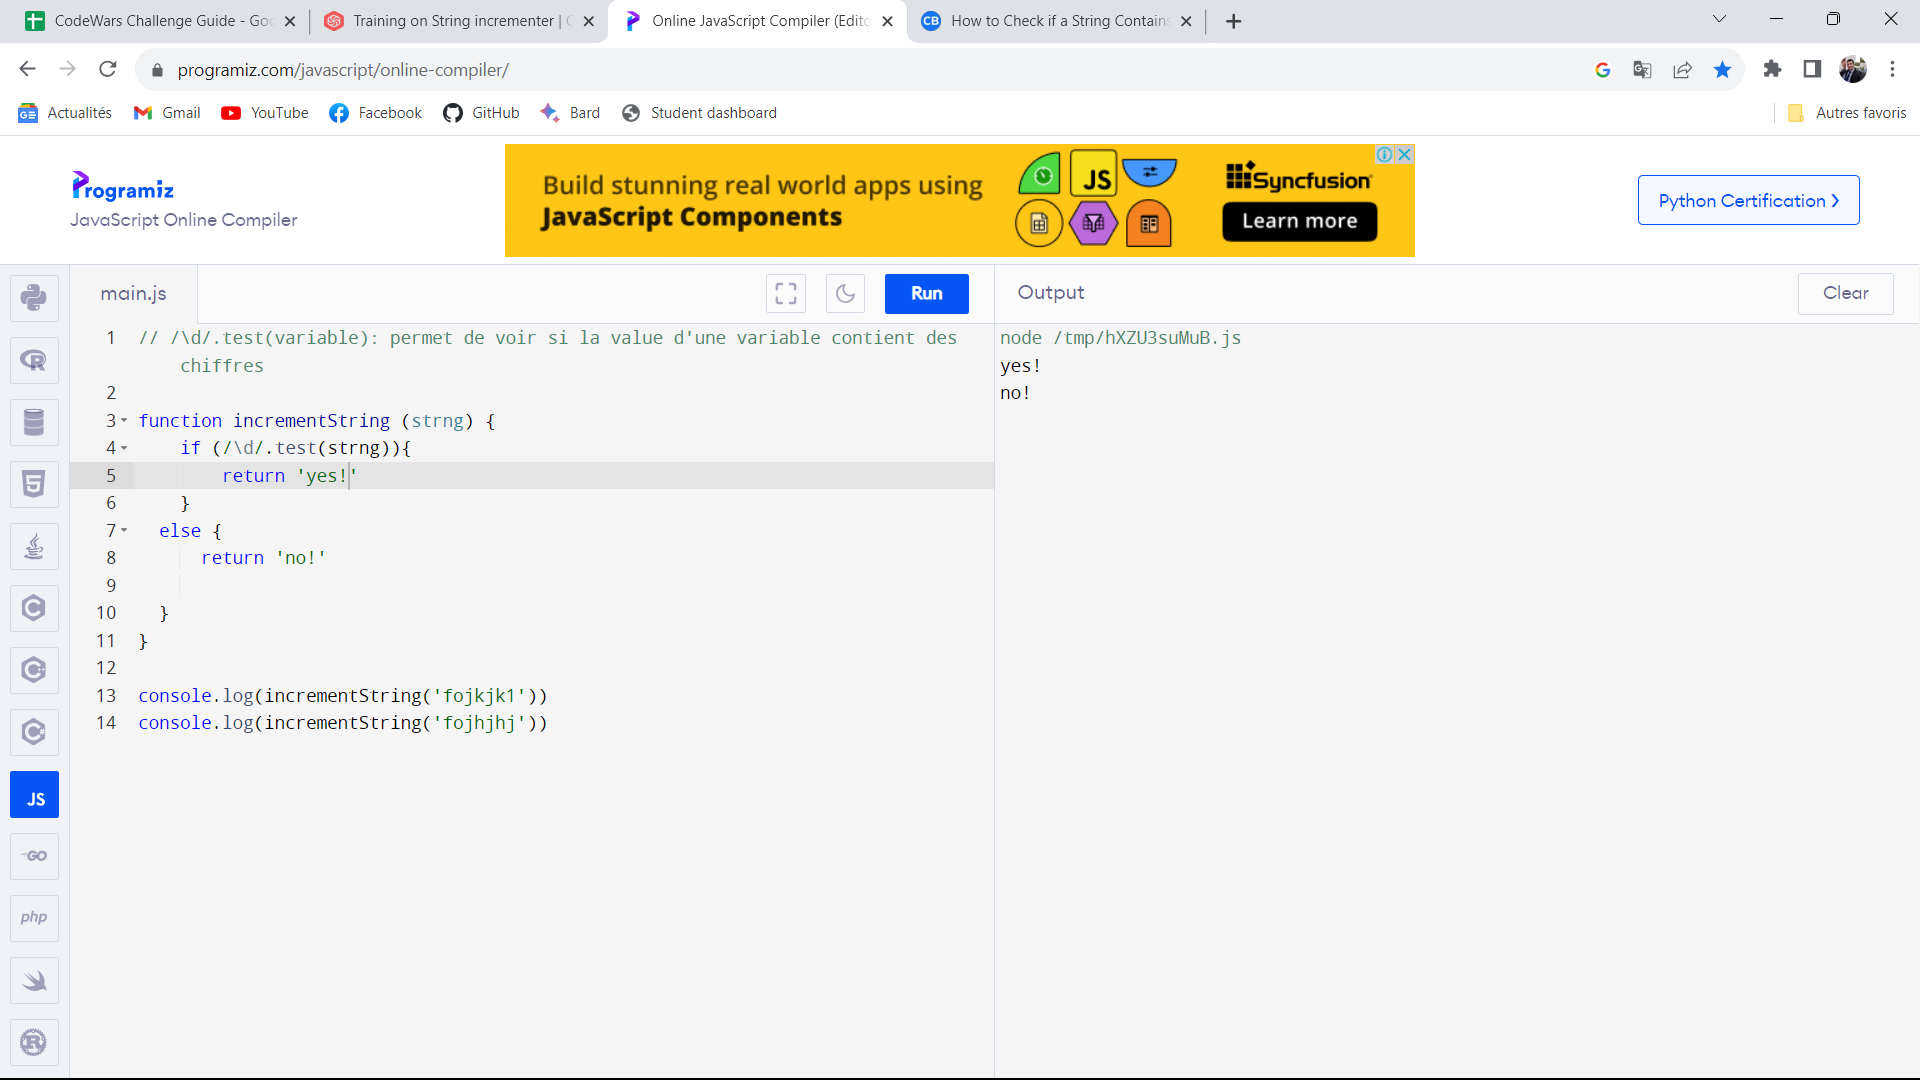 CodeWars Challenge Guide - Goo
Training on String incrementer | C
Online JavaScript Compiler (Edito
CB How to Check if a String Contains
programiz.com/javascript/online-compiler/
Actualités
Gmail
YouTube
Facebook
GitHub
Bard
Student dashboard
Autres favoris
Programiz
JavaScript Online Compiler
Build stunning real world apps using
JavaScript Components
JS
Syncfusion
Learn more
Python Certification >
main.js
Run
Output
Clear
1 // /\d/.test(variable): permet de voir si la value d'une variable contient des
chiffres
2
3 function incrementString (strng) {
4 if (/\d/.test(strng)){
5 return 'yes!'
6 }
7 else {
8 return 'no!'
9
10 }
11 }
12
13 console.log(incrementString('fojkjk1'))
14 console.log(incrementString('fojhjhj'))
node /tmp/hXZU3suMuB.js
yes!
no!
JS
GO
php